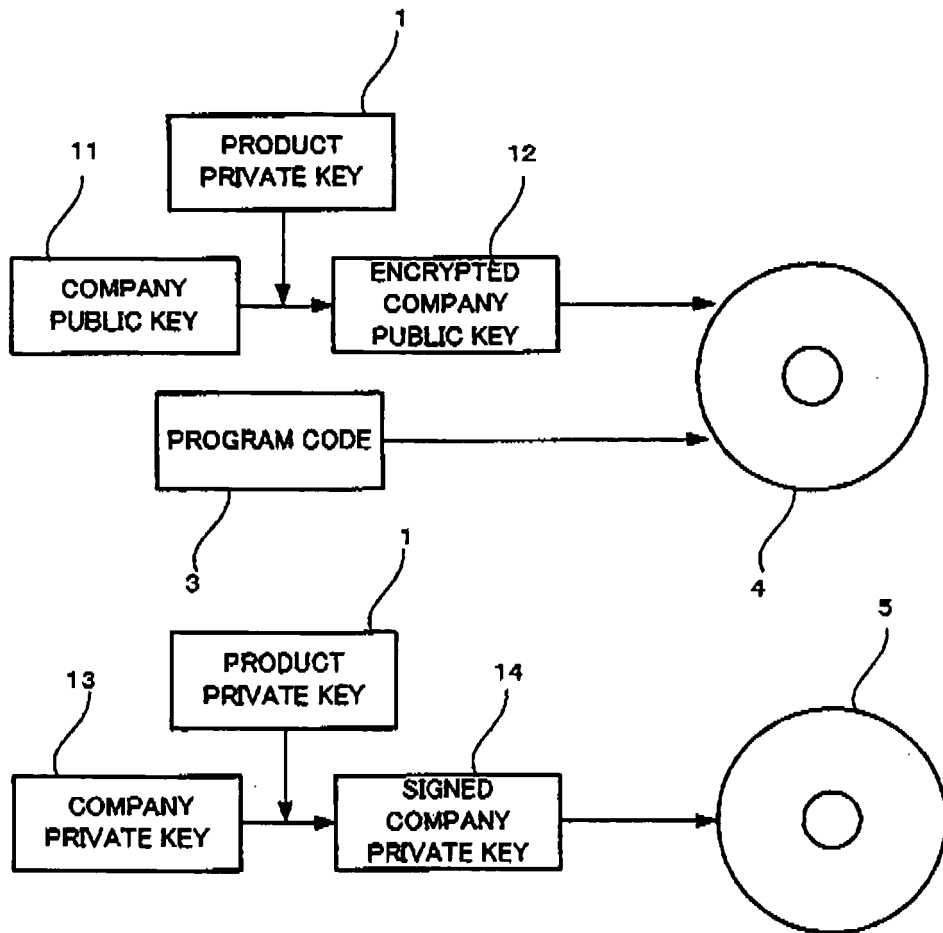 1
PRODUCT
PRIVATE KEY
11
12
COMPANY
PUBLIC KEY
ENCRYPTED
COMPANY
PUBLIC KEY
PROGRAM CODE
3
4
1
5
PRODUCT
PRIVATE KEY
13
14
COMPANY
PRIVATE KEY
SIGNED
COMPANY
PRIVATE KEY